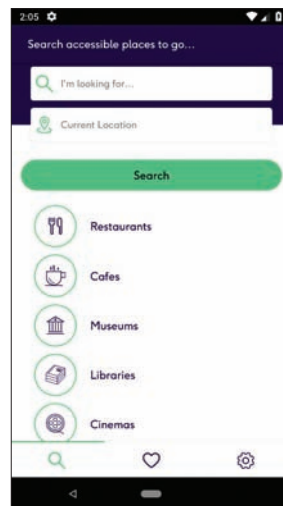 2:05
Search accessible places to go...
I'm looking for...
Current Location
Search
Restaurants
Cafes
Museums
Libraries
Cinemas